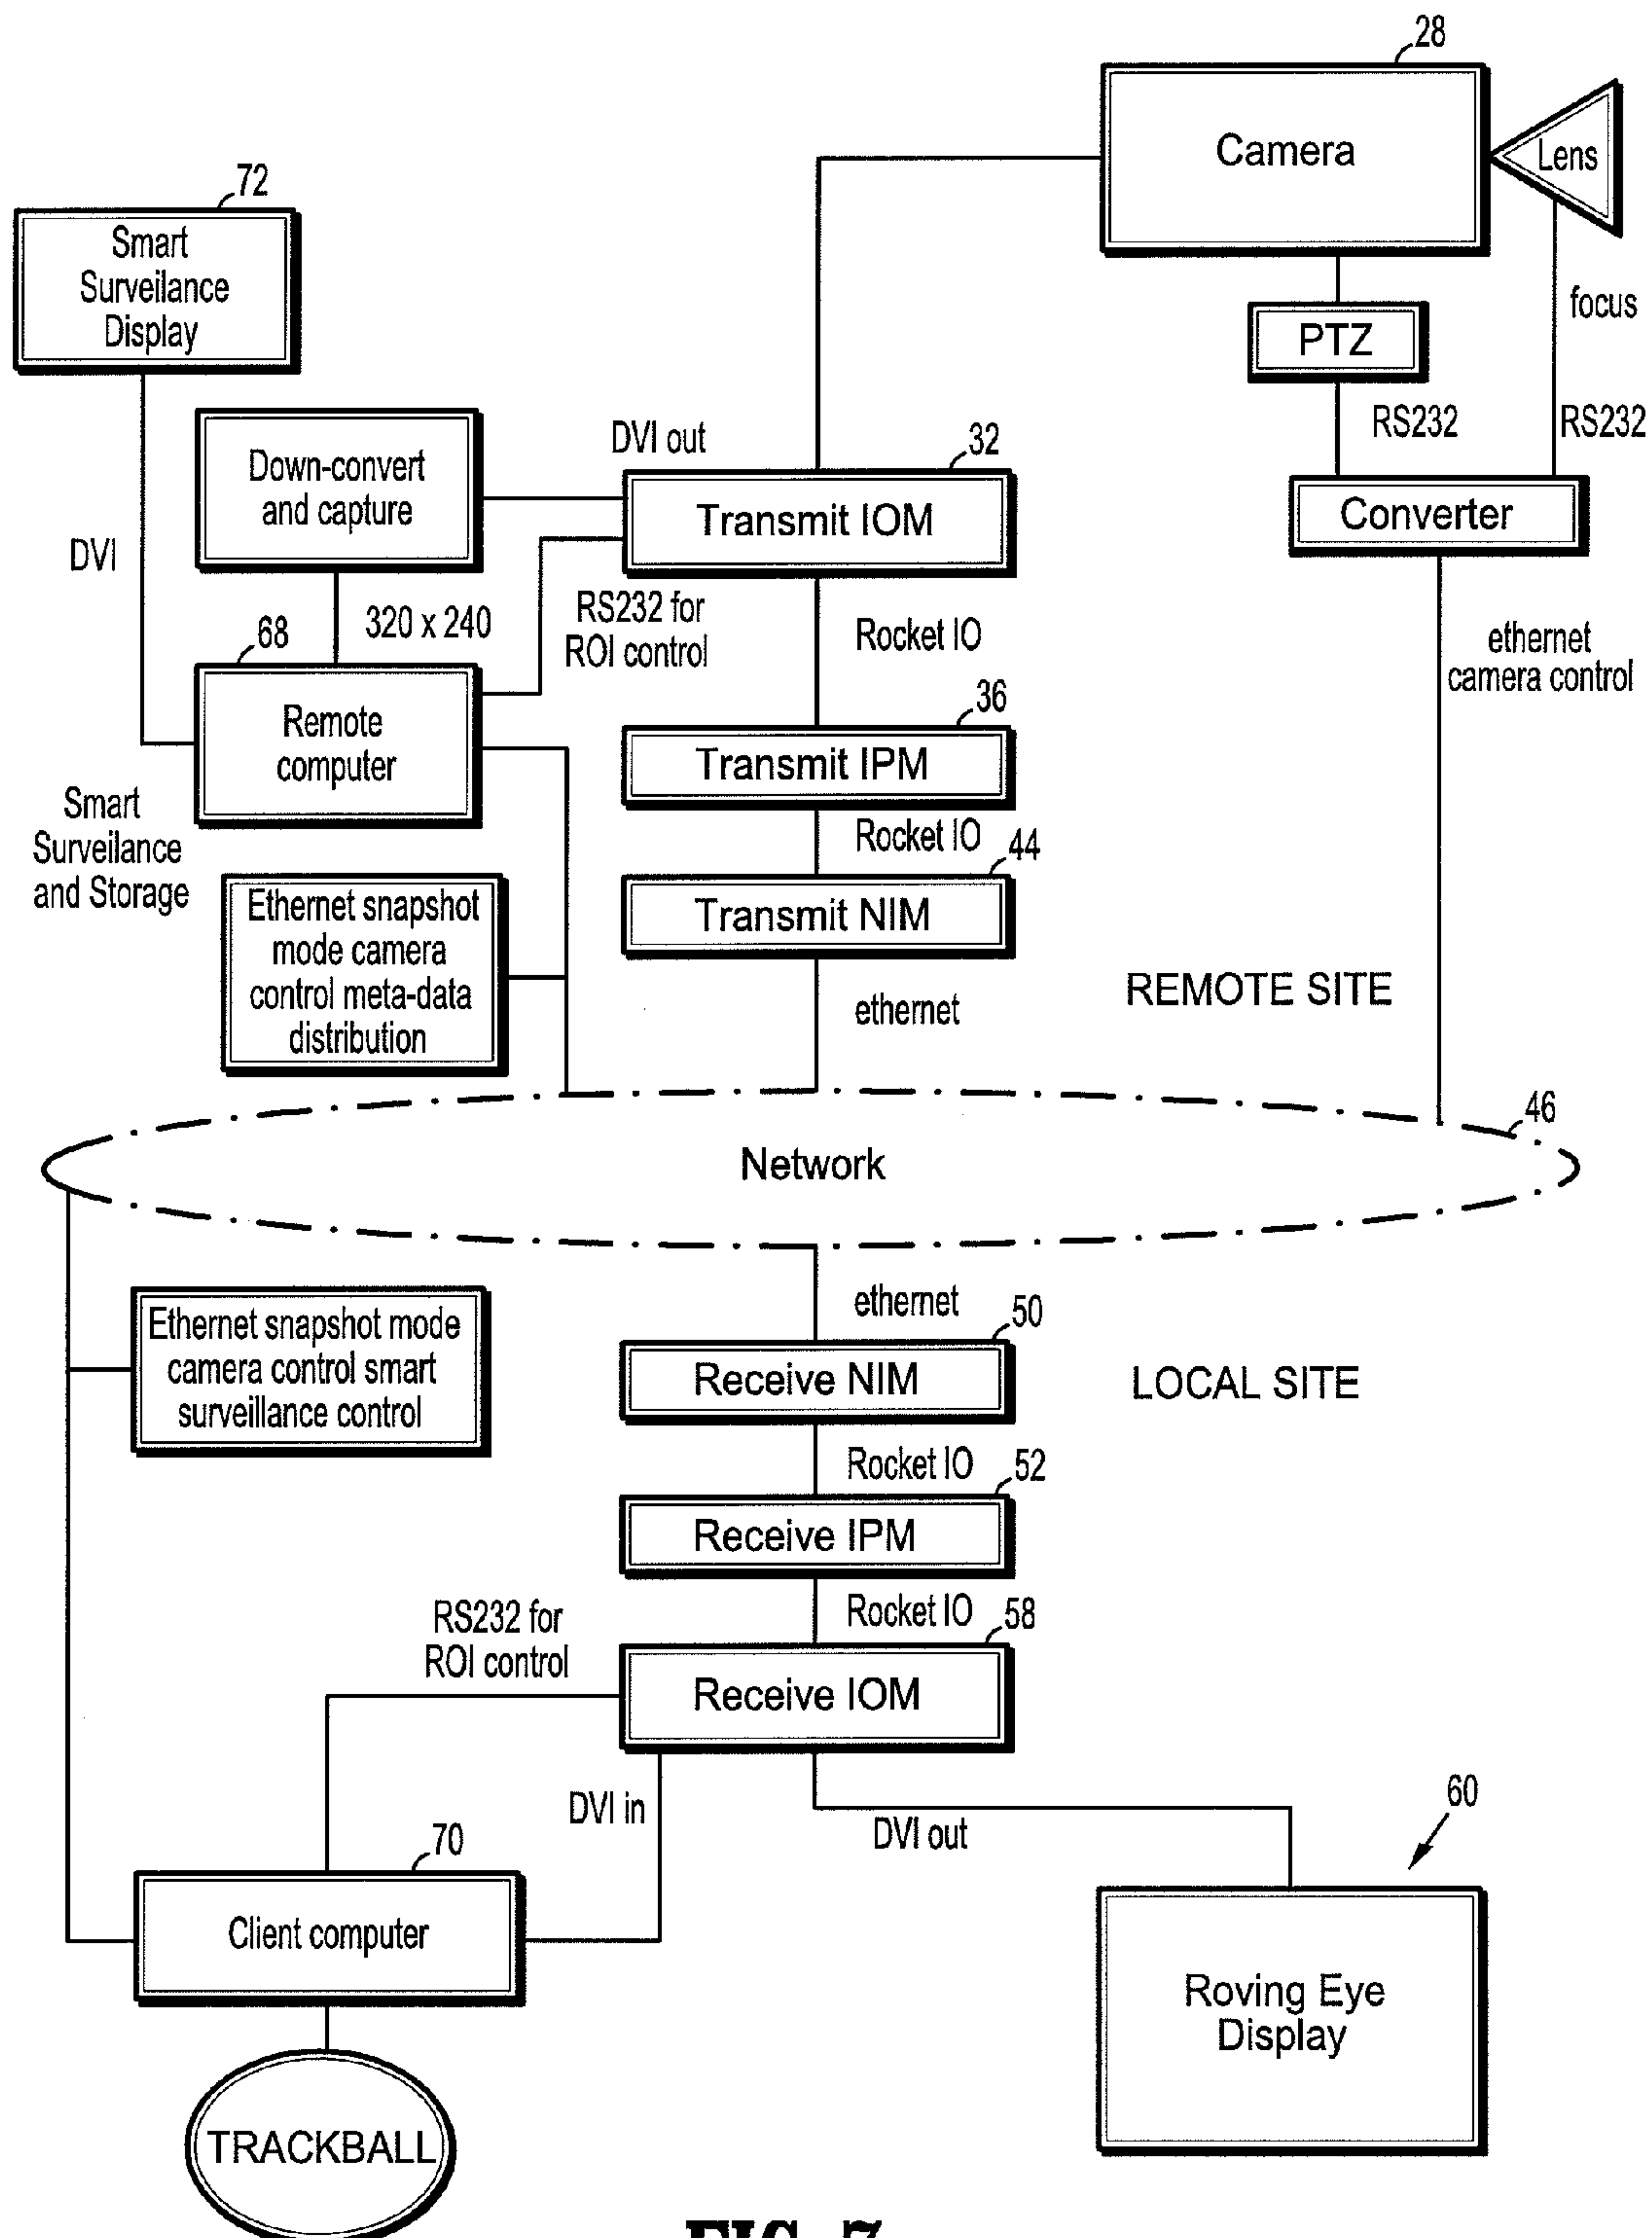 28
Camera
Lens
72
Smart
Surveilance
Display
focus
PTZ
RS232
RS232
DVI out
32
Down-convert
and capture
Transmit IOM
Converter
DVI
68
320 x 240
RS232 for
ROI control
Rocket IO
ethernet
camera control
36
Remote
computer
Transmit IPM
Smart
Surveilance
and Storage
Rocket IO
44
Ethernet snapshot
mode camera
control meta-data
distribution
Transmit NIM
ethernet
REMOTE SITE
46
Network
ethernet
50
Ethernet snapshot mode
camera control smart
surveillance control
Receive NIM
LOCAL SITE
Rocket IO
52
Receive IPM
RS232 for
ROI control
Rocket IO
58
Receive IOM
DVI in
DVI out
60
70
Client computer
Roving Eye
Display
TRACKBALL
FIG. 7